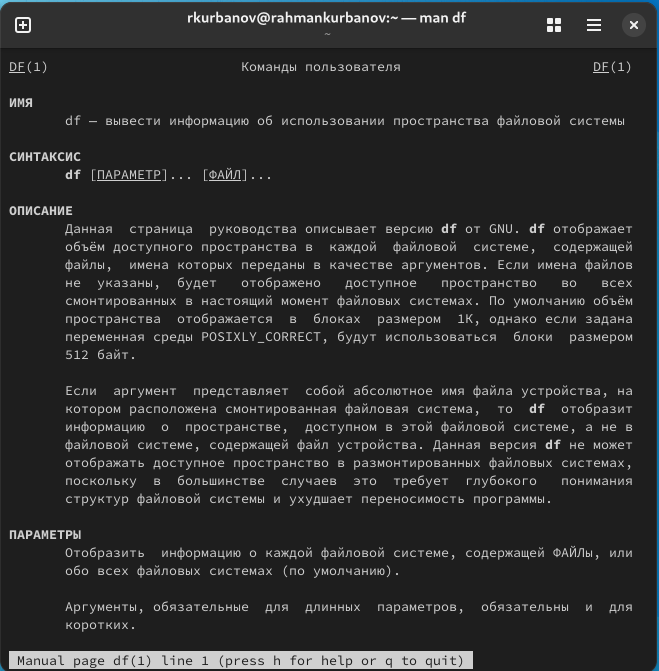 rkurbanov@rahmankurbanov:~ — man df
~
DF(1) Команды пользователя DF(1)
ИМЯ
df — вывести информацию об использовании пространства файловой системы
СИНТАКСИС
df [ПАРАМЕТР]... [ФАЙЛ]...
ОПИСАНИЕ
Данная страница руководства описывает версию df от GNU. df отображает
объём доступного пространства в каждой файловой системе, содержащей
файлы, имена которых переданы в качестве аргументов. Если имена файлов
не указаны, будет отображено доступное пространство во всех
смонтированных в настоящий момент файловых системах. По умолчанию объём
пространства отображается в блоках размером 1К, однако если задана
переменная среды POSIXLY_CORRECT, будут использоваться блоки размером
512 байт.
Если аргумент представляет собой абсолютное имя файла устройства, на
котором расположена смонтированная файловая система, то df отобразит
информацию о пространстве, доступном в этой файловой системе, а не в
файловой системе, содержащей файл устройства. Данная версия df не может
отображать доступное пространство в размонтированных файловых системах,
поскольку в большинстве случаев это требует глубокого понимания
структур файловой системы и ухудшает переносимость программы.
ПАРАМЕТРЫ
Отобразить информацию о каждой файловой системе, содержащей ФАЙЛы, или
обо всех файловых системах (по умолчанию).
Аргументы, обязательные для длинных параметров, обязательны и для
коротких.
Manual page df(1) line 1 (press h for help or q to quit)